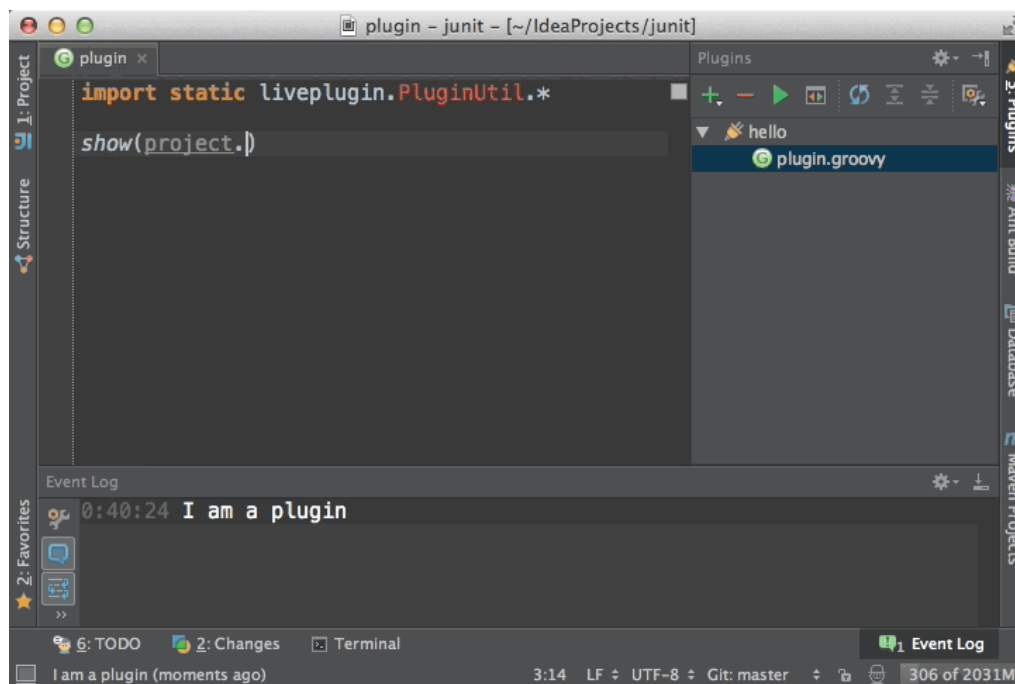 plugin – junit – [~/IdeaProjects/junit]
1: Project
Structure
2: Favorites
plugin
import static liveplugin.PluginUtil.*
show(project.)
Plugins
hello
plugin.groovy
5: Plugins
Ant Build
Database
Maven Projects
Event Log
0:40:24 I am a plugin
6: TODO
2: Changes
Terminal
1 Event Log
I am a plugin (moments ago)
3:14 LF UTF-8 Git: master 306 of 2031M